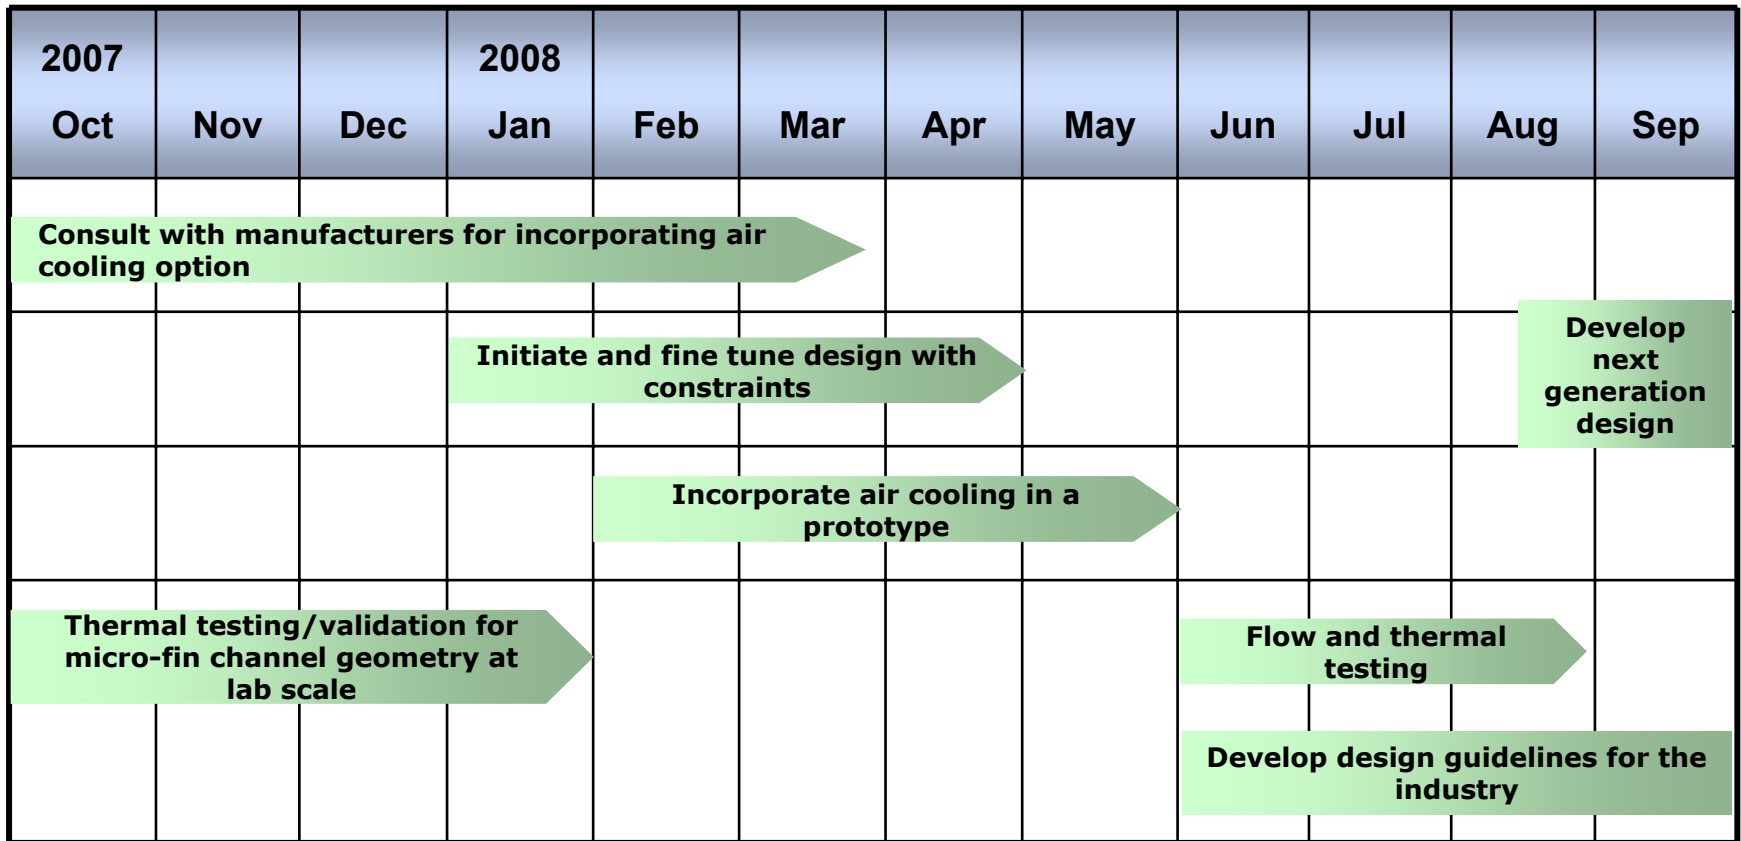 2007
2008
Oct
Nov
Dec
Jan
Feb
Mar
Apr
May
Jun
Jul
Aug
Sep
Consult with manufacturers for incorporating air
cooling option
Initiate and fine tune design with
constraints
Develop
next
generation
design
Incorporate air cooling in a
prototype
Thermal testing/validation for
micro-fin channel geometry at
lab scale
Flow and thermal
testing
Develop design guidelines for the
industry